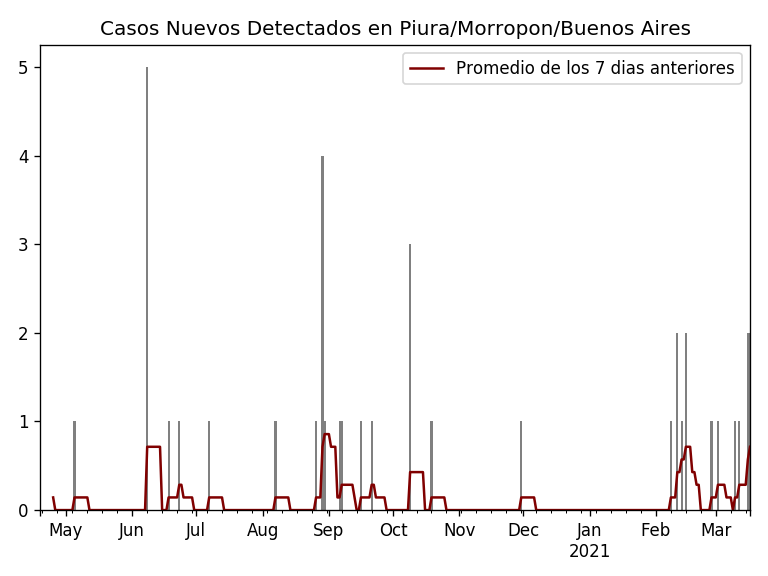 Casos Nuevos Detectados en Piura/Morropon/Buenos Aires
Promedio de los 7 dias anteriores
5
4
3
2
1
0
May Jun Jul Aug Sep Oct Nov Dec Jan Feb Mar
2021